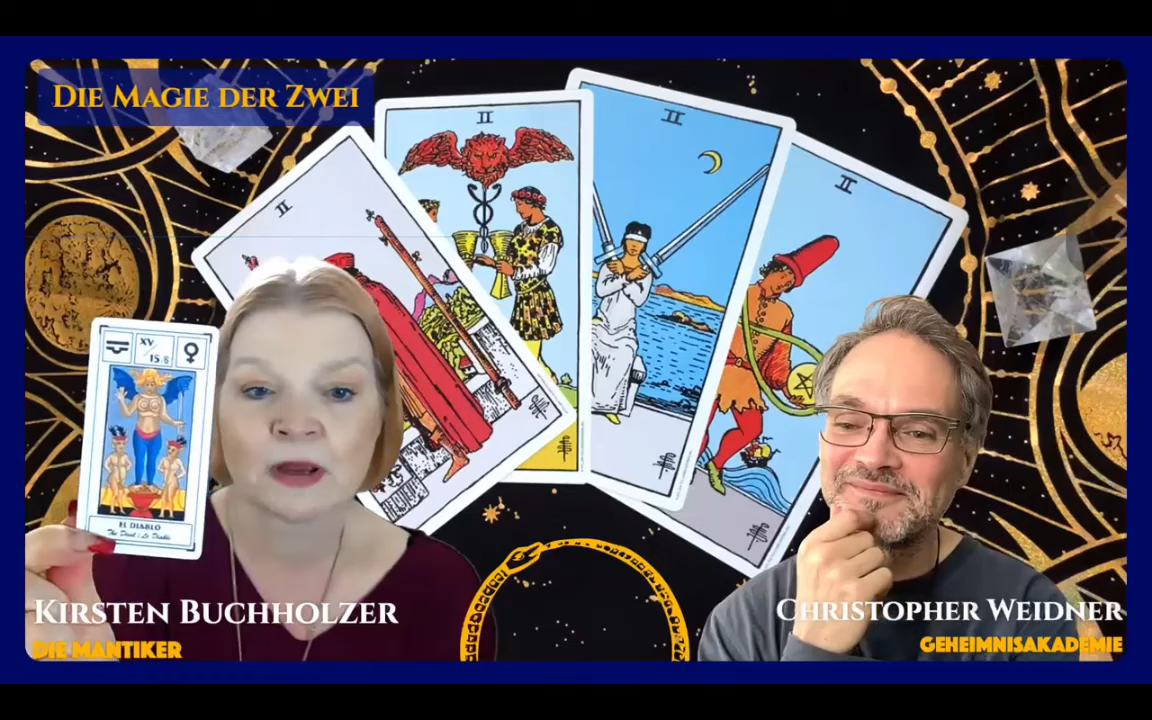 DIE MAGIE DER ZWEI
II
II
II
II
XV
15
EL DIABLO
The Devil / Le Diable
KIRSTEN BUCHHOLZER
DIE MANTIKER
CHRISTOPHER WEIDNER
GEHEIMNISAKADEMIE